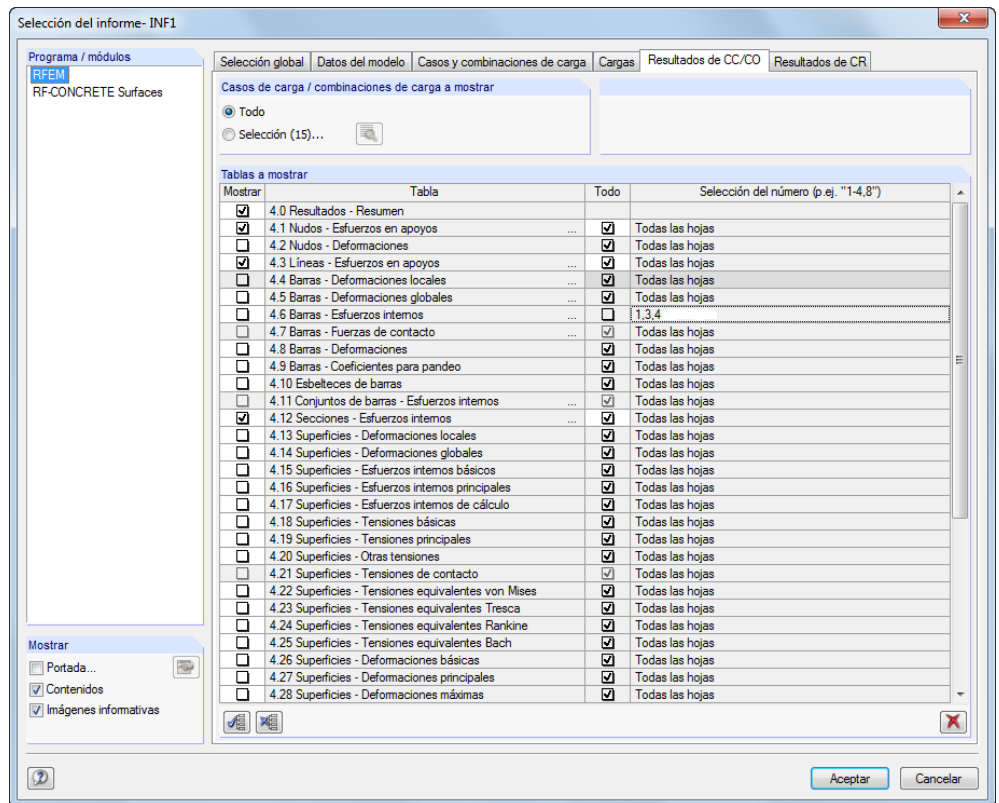 Selección del informe- INF1
Programa / módulos
RFEM
RF-CONCRETE Surfaces
Selección global Datos del modelo Casos y combinaciones de carga Cargas Resultados de CC/CO Resultados de CR
Casos de carga / combinaciones de carga a mostrar
Todo
Selección (15)...
Tablas a mostrar
Mostrar Tabla Todo Selección del número (p.ej. "1-4,8")
4.0 Resultados - Resumen
4.1 Nudos - Esfuerzos en apoyos ... Todas las hojas
4.2 Nudos - Deformaciones Todas las hojas
4.3 Líneas - Esfuerzos en apoyos ... Todas las hojas
4.4 Barras - Deformaciones locales ... Todas las hojas
4.5 Barras - Deformaciones globales ... Todas las hojas
4.6 Barras - Esfuerzos internos ... 1,3,4
4.7 Barras - Fuerzas de contacto ... Todas las hojas
4.8 Barras - Deformaciones Todas las hojas
4.9 Barras - Coeficientes para pandeo Todas las hojas
4.10 Esbelteces de barras Todas las hojas
4.11 Conjuntos de barras - Esfuerzos internos ... Todas las hojas
4.12 Secciones - Esfuerzos internos ... Todas las hojas
4.13 Superficies - Deformaciones locales Todas las hojas
4.14 Superficies - Deformaciones globales Todas las hojas
4.15 Superficies - Esfuerzos internos básicos Todas las hojas
4.16 Superficies - Esfuerzos internos principales Todas las hojas
4.17 Superficies - Esfuerzos internos de cálculo Todas las hojas
4.18 Superficies - Tensiones básicas Todas las hojas
4.19 Superficies - Tensiones principales Todas las hojas
4.20 Superficies - Otras tensiones Todas las hojas
4.21 Superficies - Tensiones de contacto Todas las hojas
4.22 Superficies - Tensiones equivalentes von Mises Todas las hojas
4.23 Superficies - Tensiones equivalentes Tresca Todas las hojas
4.24 Superficies - Tensiones equivalentes Rankine Todas las hojas
4.25 Superficies - Tensiones equivalentes Bach Todas las hojas
4.26 Superficies - Deformaciones básicas Todas las hojas
4.27 Superficies - Deformaciones principales Todas las hojas
4.28 Superficies - Deformaciones máximas Todas las hojas
Mostrar
Portada...
Contenidos
Imágenes informativas
Aceptar Cancelar